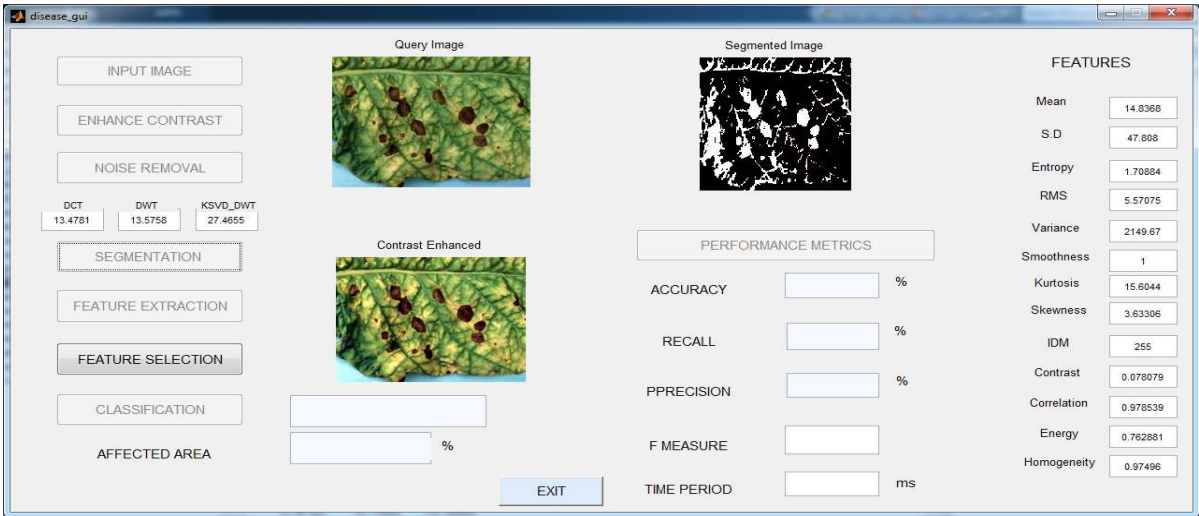 disease_gui
INPUT IMAGE
ENHANCE CONTRAST
NOISE REMOVAL
DCT DWT KSVD_DWT
13.4781 13.5758 27.4655
SEGMENTATION
FEATURE EXTRACTION
FEATURE SELECTION
CLASSIFICATION
AFFECTED AREA %
Query Image
Contrast Enhanced
EXIT
Segmented Image
PERFORMANCE METRICS
ACCURACY %
RECALL %
PPRECISION %
F MEASURE
TIME PERIOD ms
FEATURES
Mean 14.8368
S.D 47.808
Entropy 1.70884
RMS 5.57075
Variance 2149.67
Smoothness 1
Kurtosis 15.6044
Skewness 3.63306
IDM 255
Contrast 0.078079
Correlation 0.978539
Energy 0.762881
Homogeneity 0.97496